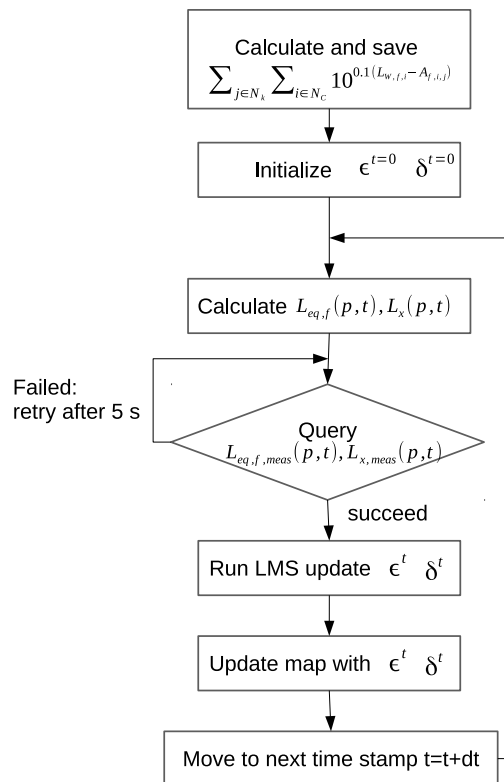 Calculate and save
∑_{j∈N_k} ∑_{i∈N_C} 10^{0.1(L_{W,f,i}−A_{f,i,j})}
Initialize ϵ^{t=0} δ^{t=0}
Calculate L_{eq,f}(p,t), L_x(p,t)
Failed:
retry after 5 s
Query
L_{eq,f,meas}(p,t), L_{x,meas}(p,t)
succeed
Run LMS update ϵ^t δ^t
Update map with ϵ^t δ^t
Move to next time stamp t=t+dt